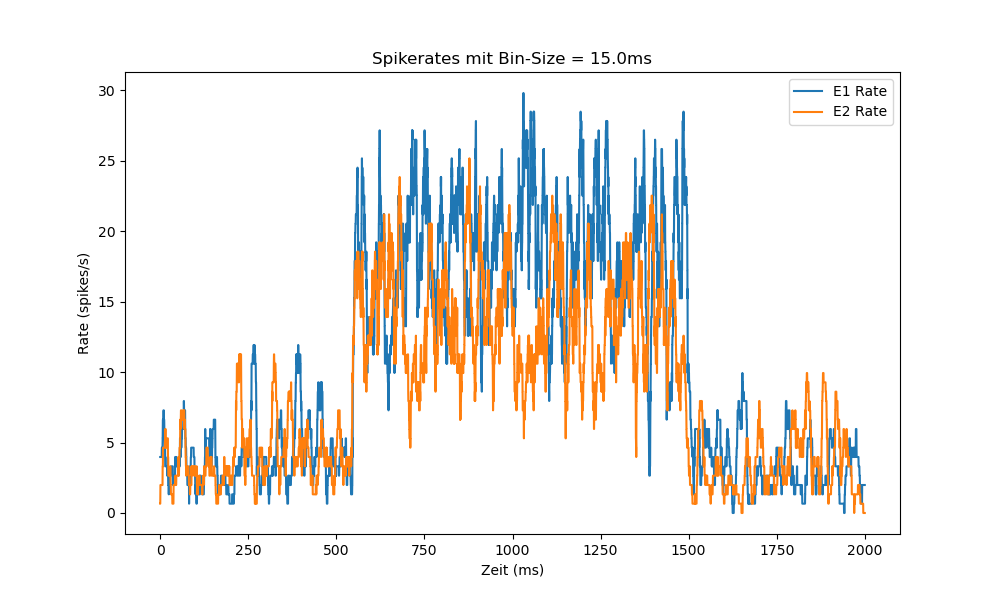 Spikerates mit Bin-Size = 15.0ms
E1 Rate
E2 Rate
Rate (spikes/s)
30
25
20
15
10
5
0
0 250 500 750 1000 1250 1500 1750 2000
Zeit (ms)